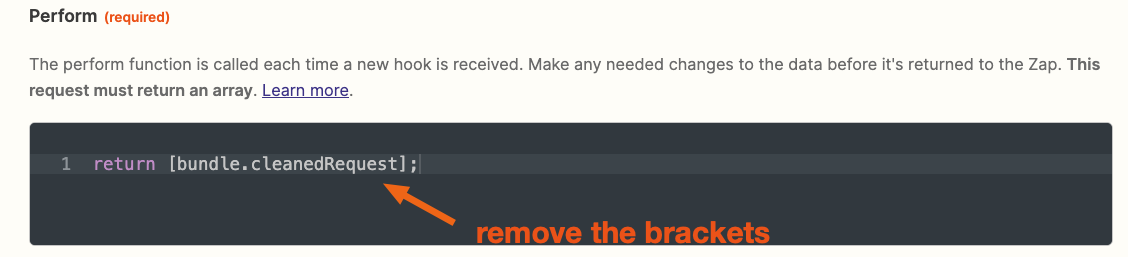 Perform (required)
The perform function is called each time a new hook is received. Make any needed changes to the data before it's returned to the Zap. This
request must return an array. Learn more.
1 return [bundle.cleanedRequest];
remove the brackets